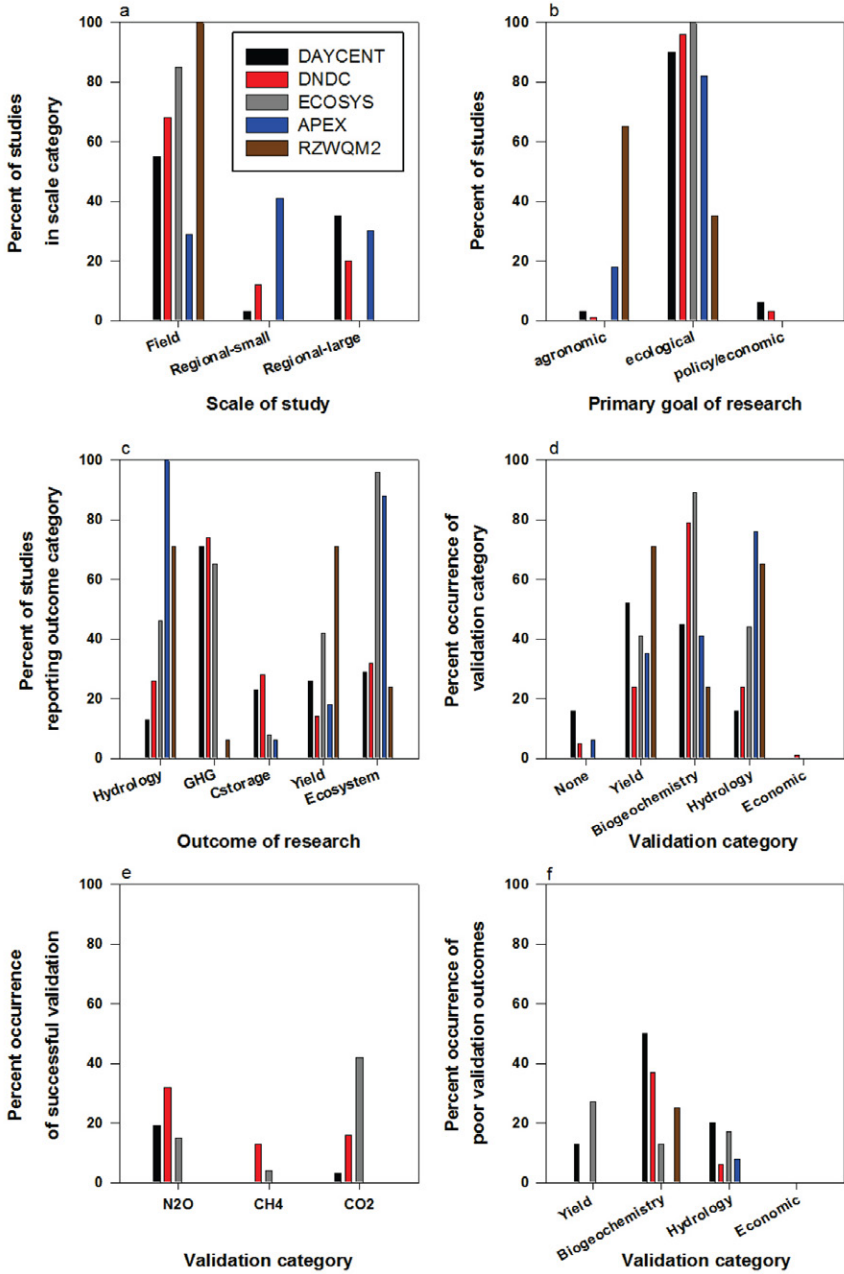 a
DAYCENT
DNDC
ECOSYS
APEX
RZWQM2
Percent of studies
in scale category
100
80
60
40
20
0
Field
Regional-small
Regional-large
Scale of study
b
Percent of studies
100
80
60
40
20
0
agronomic
ecological
policy/economic
Primary goal of research
c
Percent of studies
reporting outcome category
100
80
60
40
20
0
Hydrology
GHG
Cstorage
Yield
Ecosystem
Outcome of research
d
Percent occurrence of
validation category
100
80
60
40
20
0
None
Yield
Biogeochemistry
Hydrology
Economic
Validation category
e
Percent occurrence
of successful validation
100
80
60
40
20
0
N2O
CH4
CO2
Validation category
f
Percent occurrence of
poor validation outcomes
100
80
60
40
20
0
Yield
Biogeochemistry
Hydrology
Economic
Validation category